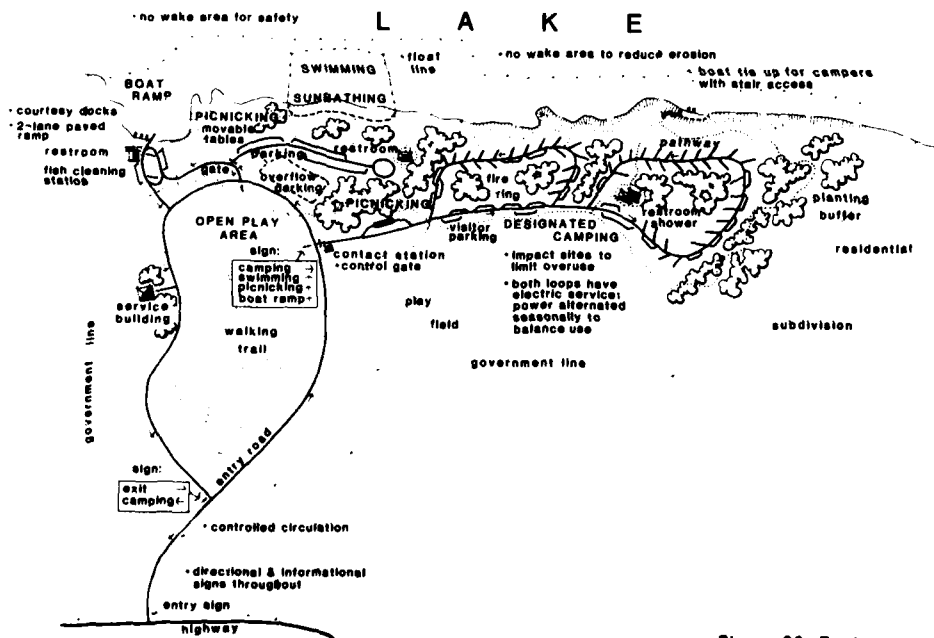 · no wake area for safety
L A K E
SWIMMING
· float
line
· no wake area to reduce erosion
· boat tie up for campers
with stair access
BOAT
RAMP
SUNBATHING
· courtesy docks
· 2-lane paved
ramp
PICNICKING
movable
tables
restroom
fish cleaning
station
gate
parking
restroom
overflow
parking
PICNICKING
fire
ring
pathway
restroom
shower
planting
buffer
OPEN PLAY
AREA
visitor
parking
DESIGNATED
CAMPING
residential
sign:
camping →
swimming
picnicking
boat ramp
· contact station
· control gate
· impact sites to
limit overuse
· both loops have
electric service:
power alternated
seasonally to
balance use
service
building
play
field
walking
trail
subdivision
government line
government line
entry road
sign:
exit →
camping ←
· controlled circulation
· directional & informational
signs throughout
entry sign
highway